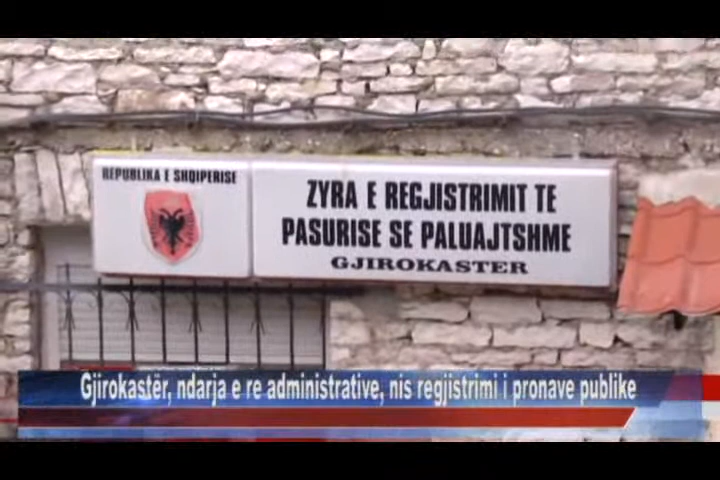 REPUBLIKA E SHQIPERISE
ZYRA E REGJISTRIMIT TE
PASURISE SE PALUAJTSHME
GJIROKASTER
Gjirokastër, ndarja e re administrative, nis regjistrimi i pronave publike